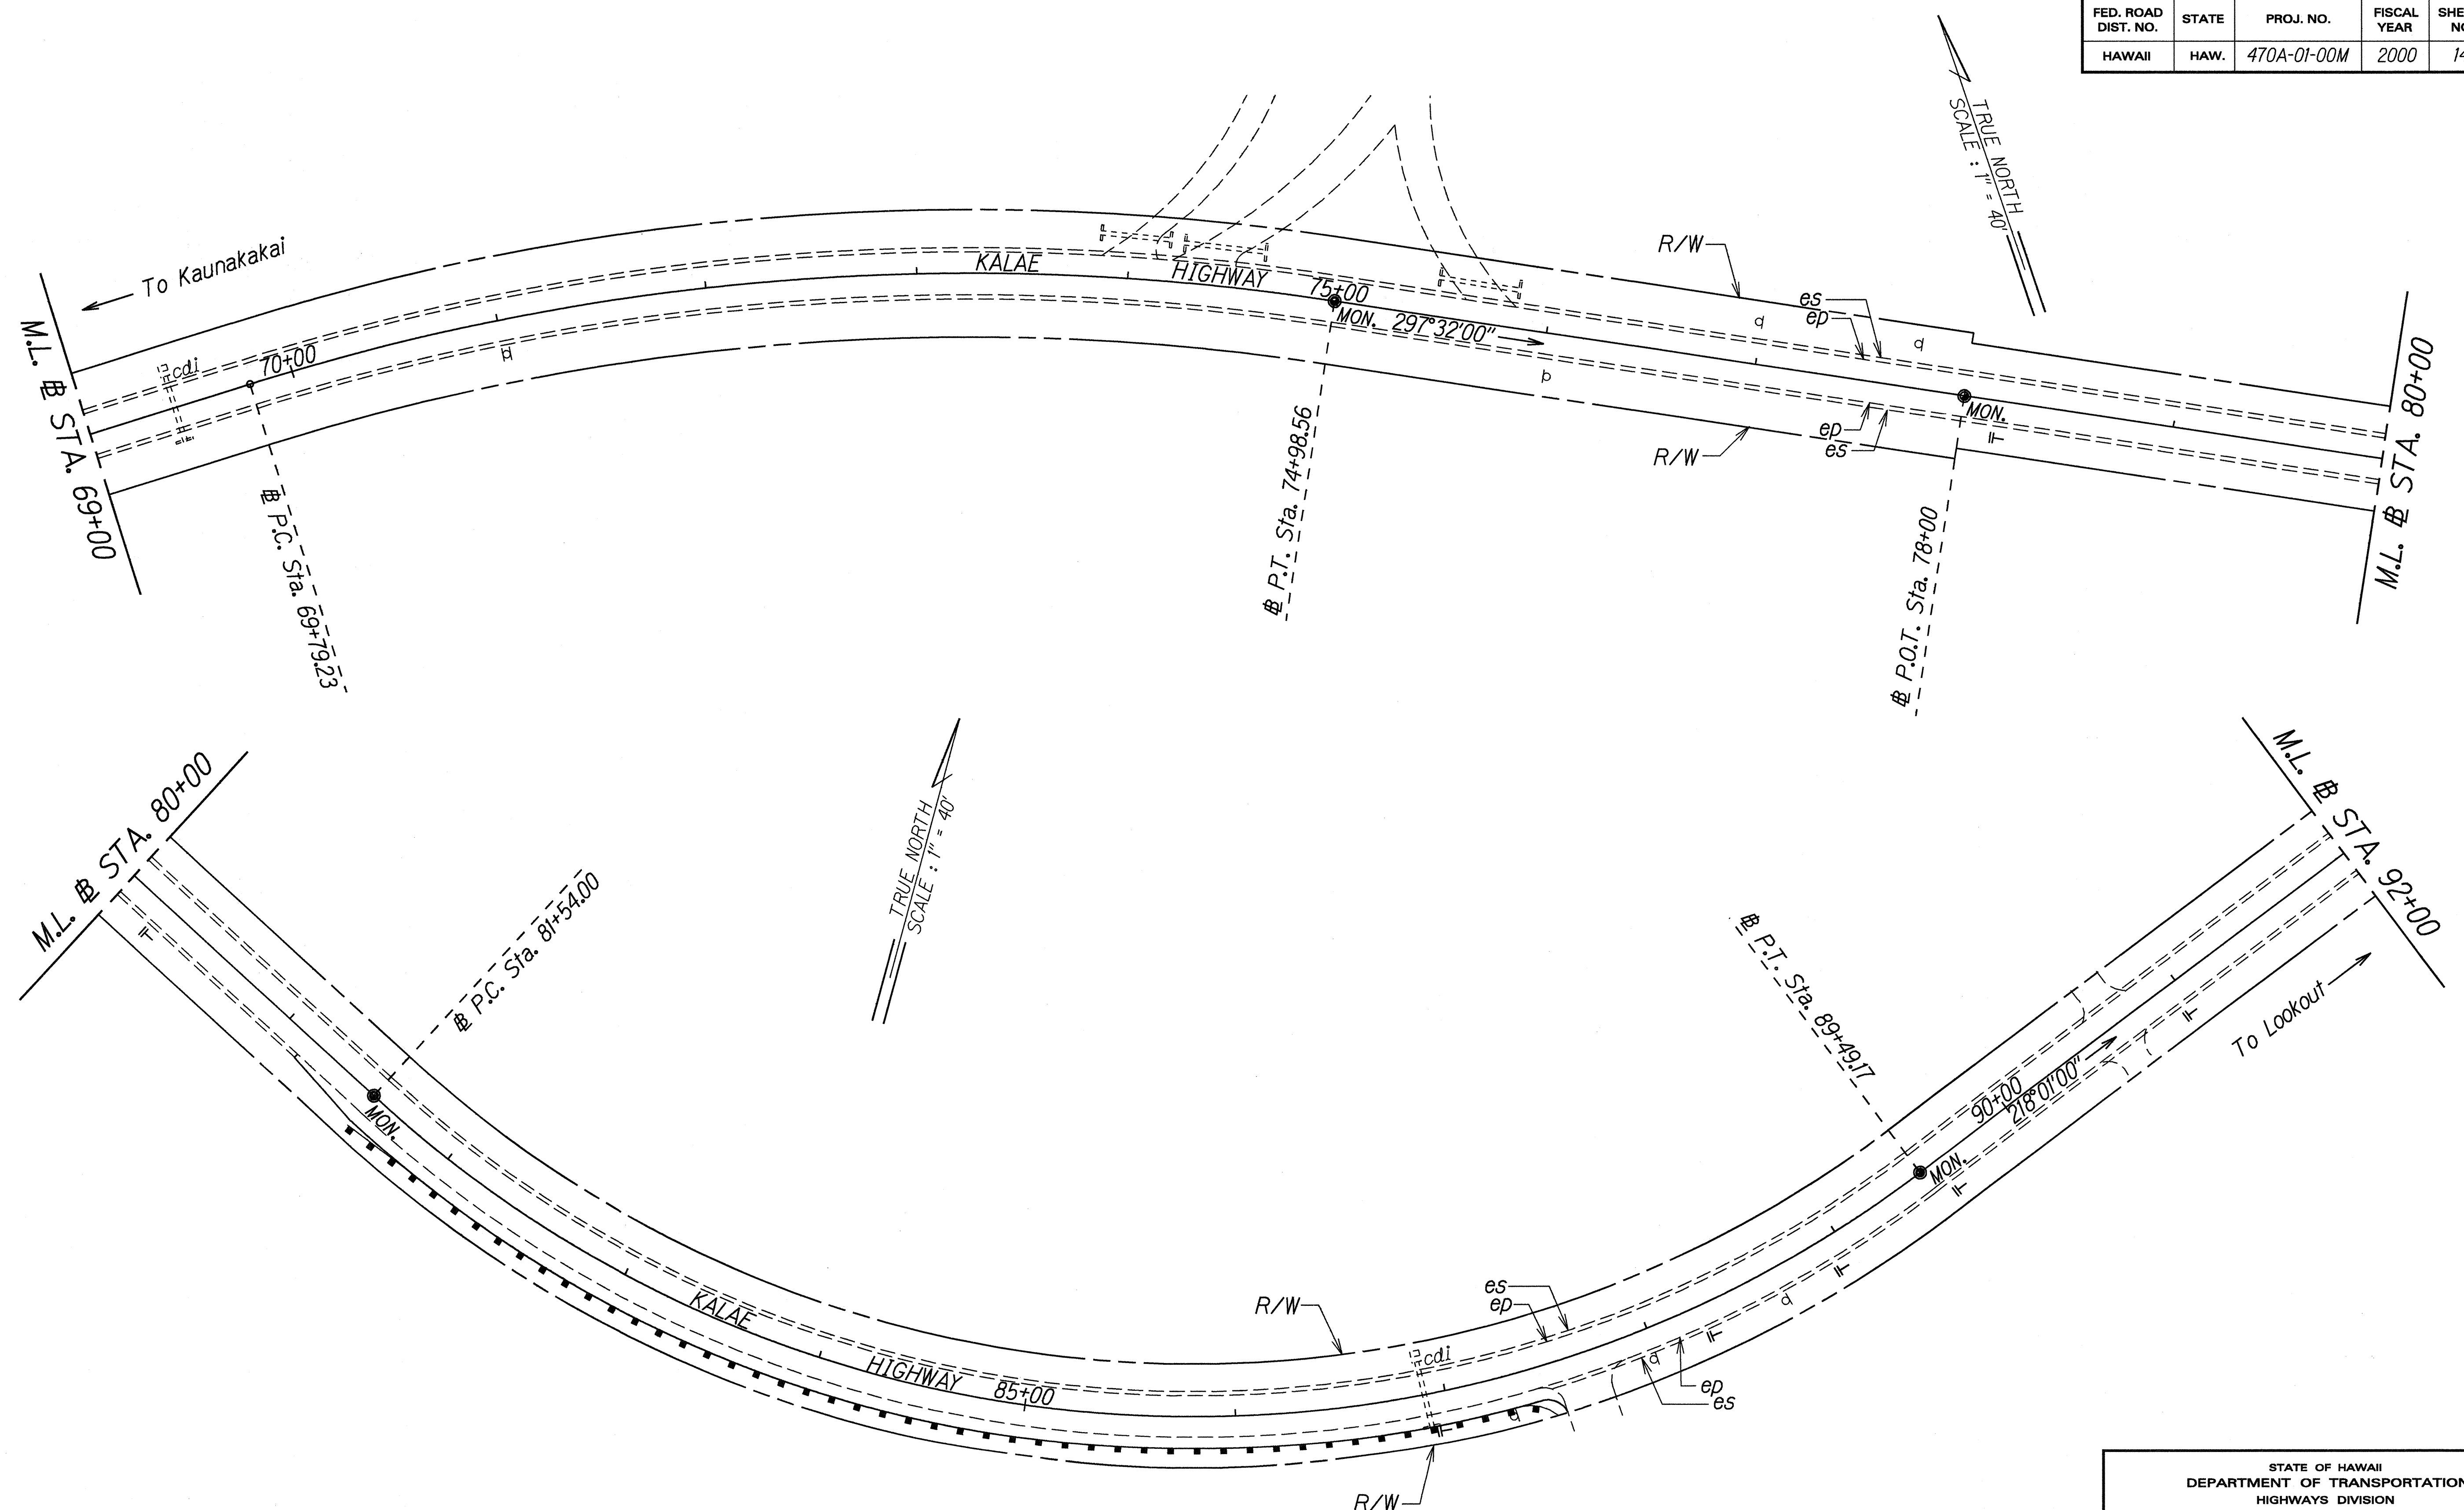 FED. ROAD DIST. NO.
STATE
PROJ. NO.
FISCAL YEAR
HAWAII
HAW.
470A-01-00M
2000
TRUE NORTH
SCALE : 1" = 40'
To Kaunakakai
M.L. ⅊ STA. 69+00
cdi
70+00
KALAE
HIGHWAY
75+00
MON.
297°32'00"
R/W
es
ep
MON.
ep
es
R/W
P.C. Sta. 69+79.23
P.T. Sta. 74+98.56
P.O.T. Sta. 78+00
M.L. STA. 80+00
M.L. STA. 80+00
P.C. Sta. 81+54.00
TRUE NORTH
SCALE : 1" = 40'
P.T. Sta. 89+49.17
M.L. STA. 92+00
To Lookout
90+00
218°01'00"
MON.
MON.
KALAE
HIGHWAY
85+00
R/W
es
ep
cdi
ep
es
R/W
STATE OF HAWAII
DEPARTMENT OF TRANSPORTATION
HIGHWAYS DIVISION